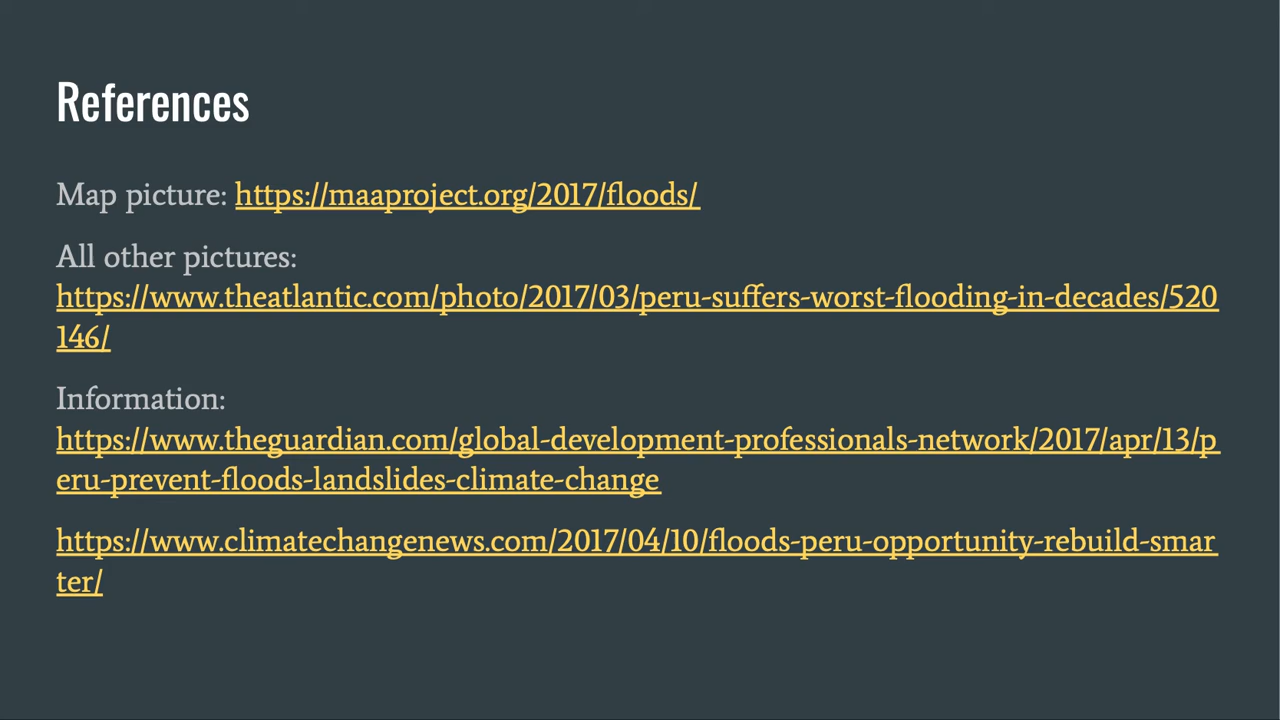 References
Map picture: https://maaproject.org/2017/floods/
All other pictures:
https://www.theatlantic.com/photo/2017/03/peru-suffers-worst-flooding-in-decades/520
146/
Information:
https://www.theguardian.com/global-development-professionals-network/2017/apr/13/p
eru-prevent-floods-landslides-climate-change
https://www.climatechangenews.com/2017/04/10/floods-peru-opportunity-rebuild-smar
ter/